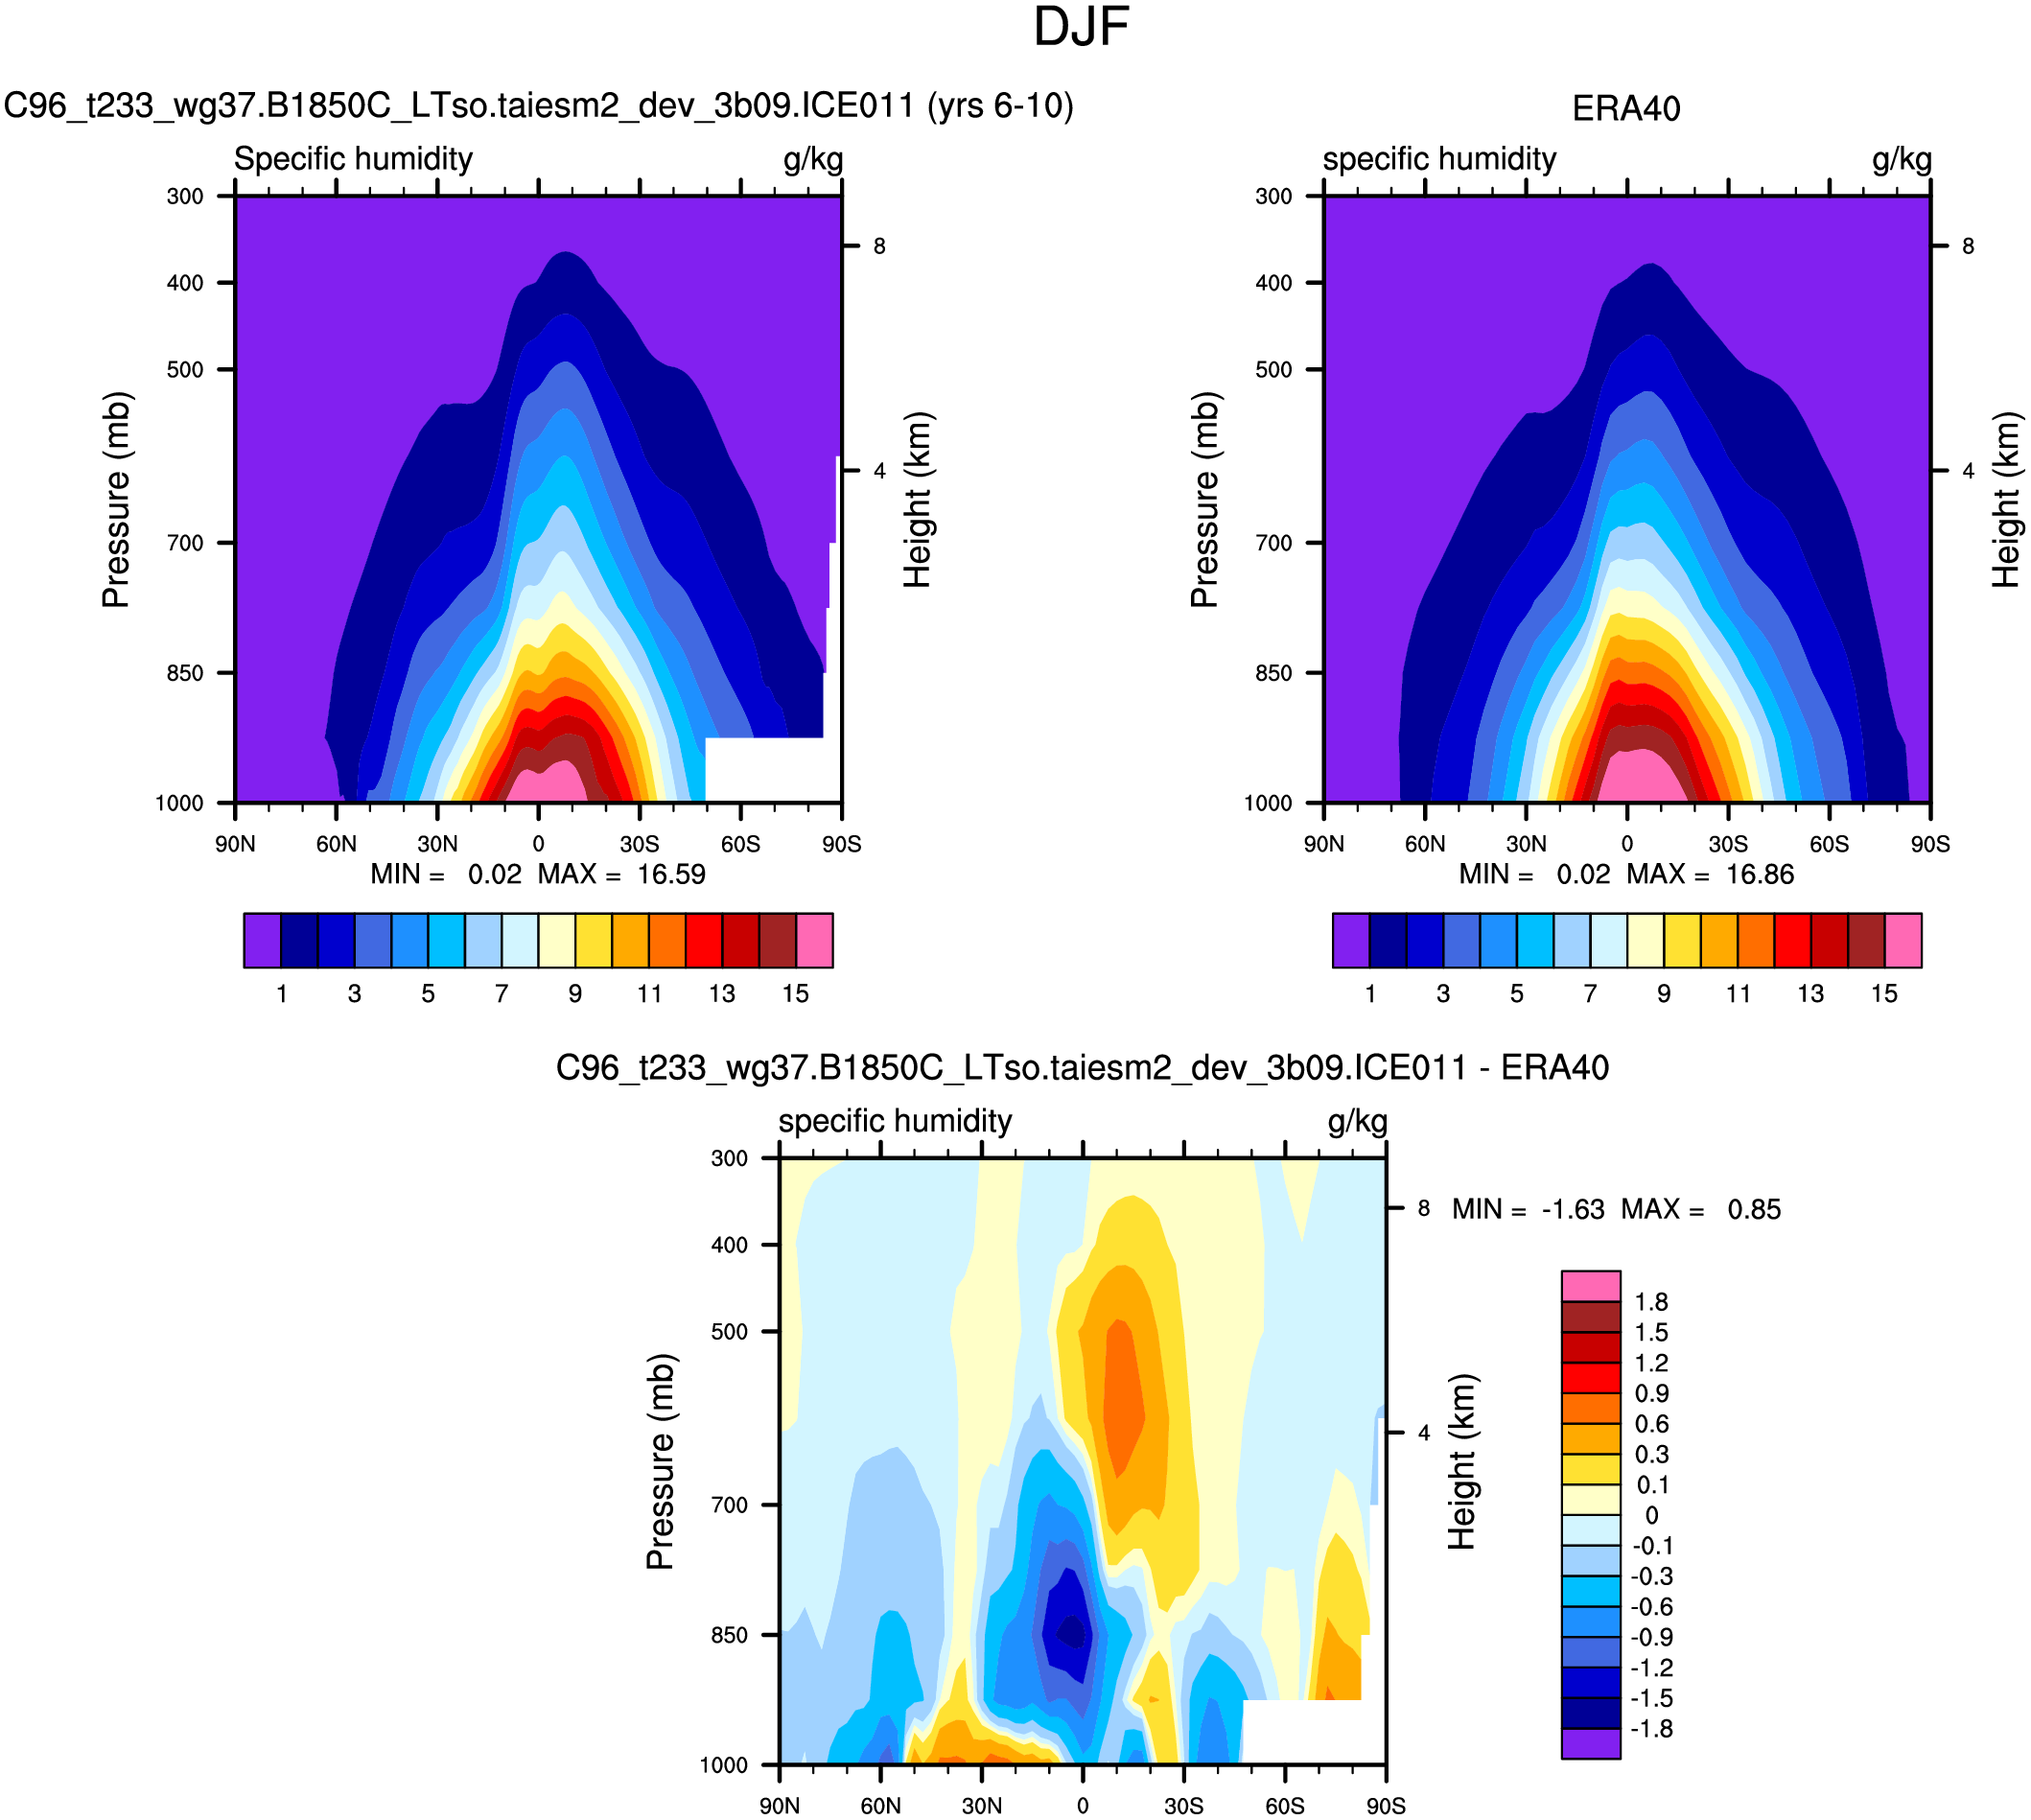 DJF
C96_t233_wg37.B1850C_LTso.taiesm2_dev_3b09.ICE011 (yrs 6-10)
Specific humidity g/kg
Pressure (mb)
300
400
500
700
850
1000
8
4
Height (km)
90N 60N 30N 0 30S 60S 90S
MIN = 0.02 MAX = 16.59
1 3 5 7 9 11 13 15
ERA40
specific humidity g/kg
Pressure (mb)
300
400
500
700
850
1000
8
4
Height (km)
90N 60N 30N 0 30S 60S 90S
MIN = 0.02 MAX = 16.86
1 3 5 7 9 11 13 15
C96_t233_wg37.B1850C_LTso.taiesm2_dev_3b09.ICE011 - ERA40
specific humidity g/kg
Pressure (mb)
300
400
500
700
850
1000
8
4
Height (km)
90N 60N 30N 0 30S 60S 90S
MIN = -1.63 MAX = 0.85
1.8
1.5
1.2
0.9
0.6
0.3
0.1
0
-0.1
-0.3
-0.6
-0.9
-1.2
-1.5
-1.8